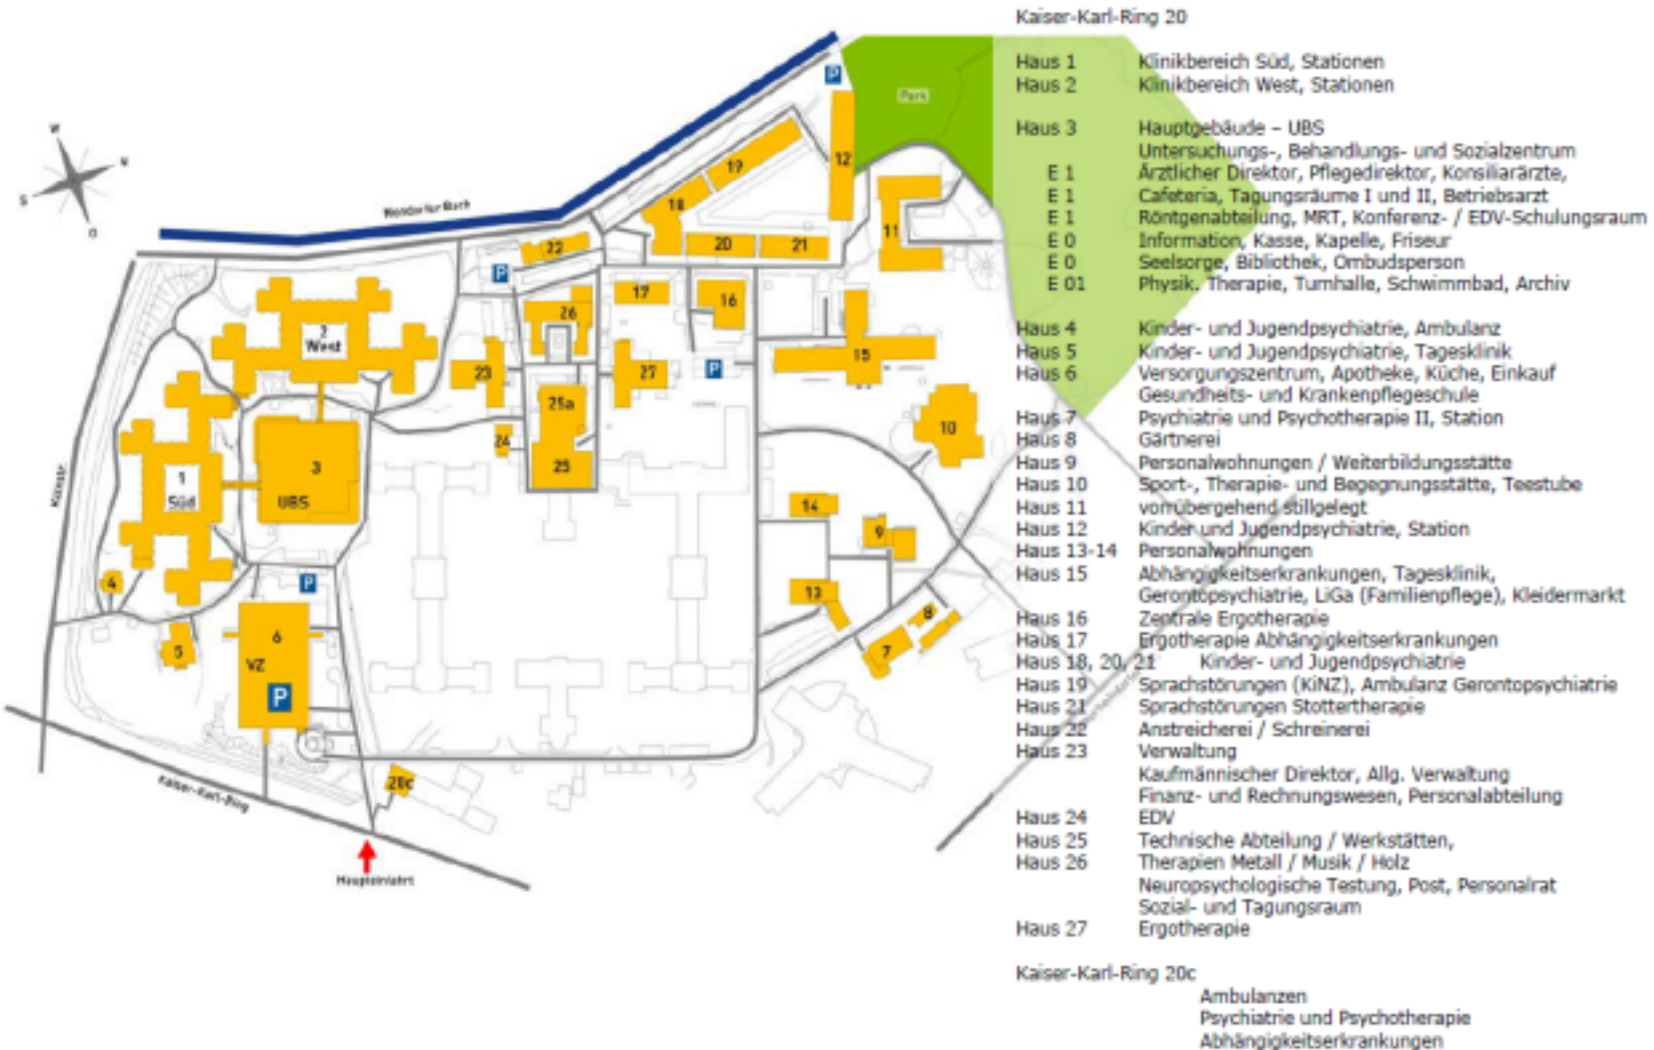 Kaiser-Karl-Ring 20
Haus 1 Klinikbereich Süd, Stationen
Haus 2 Klinikbereich West, Stationen
Haus 3 Hauptgebäude – UBS
Untersuchungs-, Behandlungs- und Sozialzentrum
E 1 Ärztlicher Direktor, Pflegedirektor, Konsiliarärzte,
E 1 Cafeteria, Tagungsräume I und II, Betriebsarzt
E 1 Röntgenabteilung, MRT, Konferenz- / EDV-Schulungsraum
E 0 Information, Kasse, Kapelle, Friseur
E 0 Seelsorge, Bibliothek, Ombudsperson
E 01 Physik. Therapie, Turnhalle, Schwimmbad, Archiv
Haus 4 Kinder- und Jugendpsychiatrie, Ambulanz
Haus 5 Kinder- und Jugendpsychiatrie, Tagesklinik
Haus 6 Versorgungszentrum, Apotheke, Küche, Einkauf
Gesundheits- und Krankenpflegeschule
Haus 7 Psychiatrie und Psychotherapie II, Station
Haus 8 Gärtnerei
Haus 9 Personalwohnungen / Weiterbildungsstätte
Haus 10 Sport-, Therapie- und Begegnungsstätte, Teestube
Haus 11 vorrübergehend stillgelegt
Haus 12 Kinder und Jugendpsychiatrie, Station
Haus 13-14 Personalwohnungen
Haus 15 Abhängigkeitserkrankungen, Tagesklinik,
Gerontopsychiatrie, LiGa (Familienpflege), Kleidermarkt
Haus 16 Zentrale Ergotherapie
Haus 17 Ergotherapie Abhängigkeitserkrankungen
Haus 18, 20, 21 Kinder- und Jugendpsychiatrie
Haus 19 Sprachstörungen (KiNZ), Ambulanz Gerontopsychiatrie
Haus 21 Sprachstörungen Stottertherapie
Haus 22 Anstreicherei / Schreinerei
Haus 23 Verwaltung
Kaufmännischer Direktor, Allg. Verwaltung
Finanz- und Rechnungswesen, Personalabteilung
Haus 24 EDV
Haus 25 Technische Abteilung / Werkstätten,
Haus 26 Therapien Metall / Musik / Holz
Neuropsychologische Testung, Post, Personalrat
Sozial- und Tagungsraum
Haus 27 Ergotherapie
Kaiser-Karl-Ring 20c
Ambulanzen
Psychiatrie und Psychotherapie
Abhängigkeitserkrankungen
P
Park
W
N
S
O
12
19
18
11
20
21
22
P
17
16
26
2
West
15
23
27
P
25a
10
24
25
3
UBS
1
Süd
14
9
4
P
13
8
7
5
6
VZ
P
20c
Kaiser-Karl-Ring
Haupteinfahrt